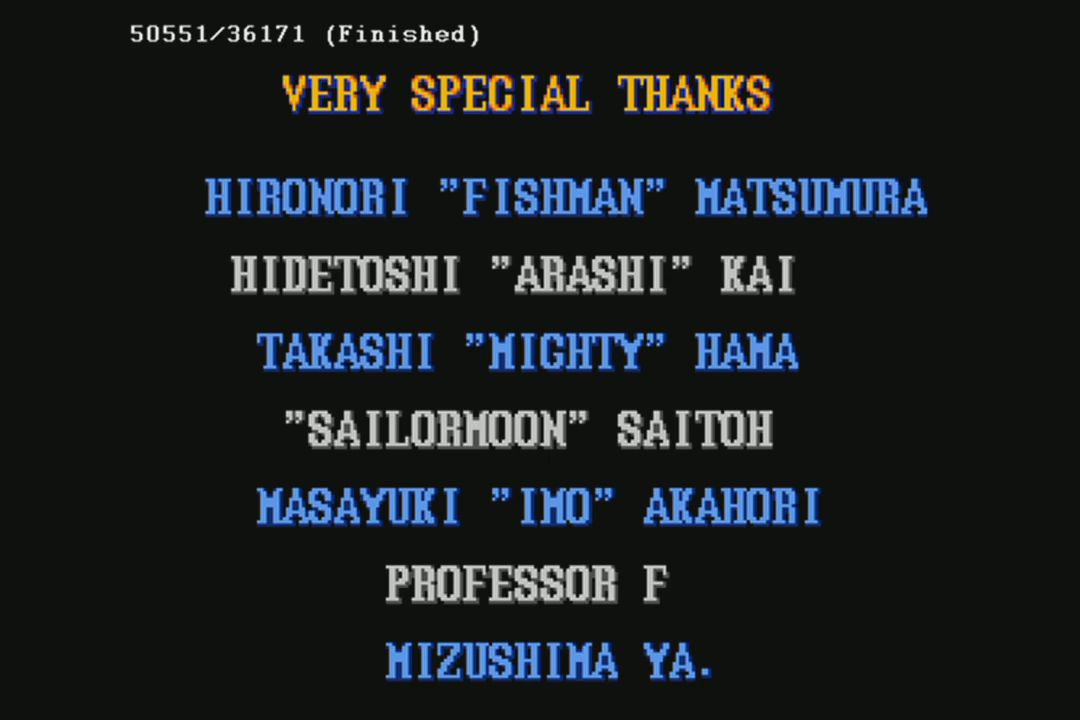 50551/36171 (Finished)
VERY SPECIAL THANKS
HIRONORI "FISHMAN" MATSUMURA
HIDETOSHI "ARASHI" KAI
TAKASHI "MIGHTY" HAMA
"SAILORMOON" SAITOH
MASAYUKI "IMO" AKAHORI
PROFESSOR F
MIZUSHIMA YA.